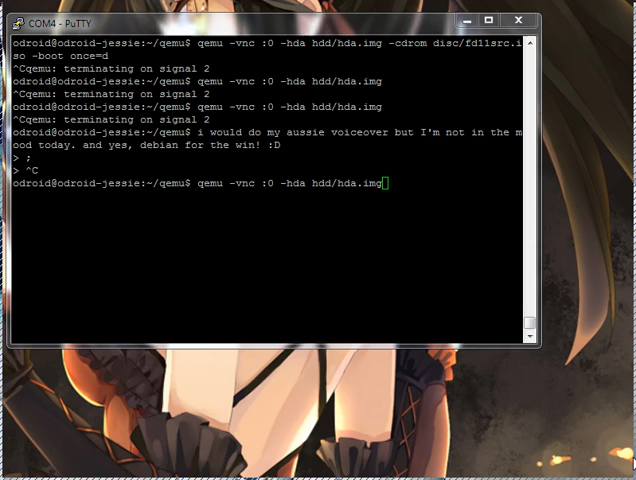 COM4 - PuTTY
odroid@odroid-jessie:~/qemu$ qemu -vnc :0 -hda hdd/hda.img -cdrom disc/fd11src.i
so -boot once=d
^Cqemu: terminating on signal 2
odroid@odroid-jessie:~/qemu$ qemu -vnc :0 -hda hdd/hda.img
^Cqemu: terminating on signal 2
odroid@odroid-jessie:~/qemu$ qemu -vnc :0 -hda hdd/hda.img
^Cqemu: terminating on signal 2
odroid@odroid-jessie:~/qemu$ i would do my aussie voiceover but I'm not in the m
ood today. and yes, debian for the win! :D
> ;
> ^C
odroid@odroid-jessie:~/qemu$ qemu -vnc :0 -hda hdd/hda.img